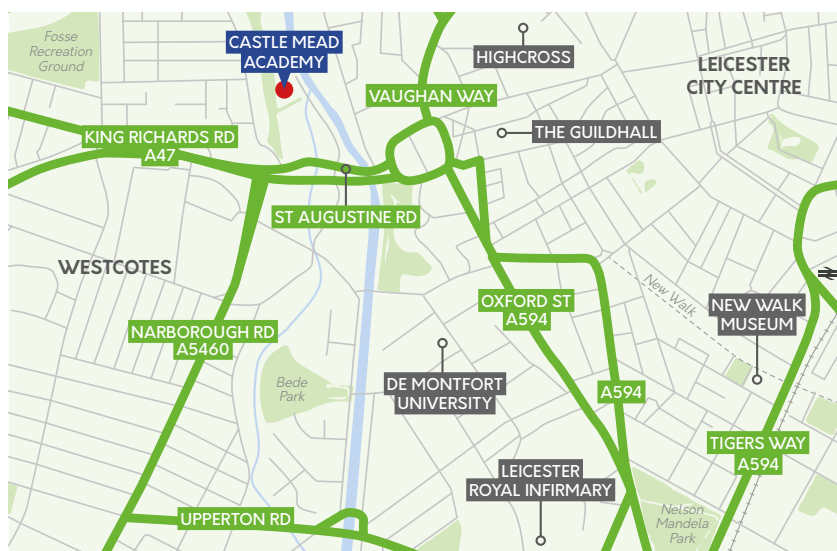 Fosse
Recreation
Ground
CASTLE MEAD
ACADEMY
HIGHCROSS
LEICESTER
CITY CENTRE
VAUGHAN WAY
KING RICHARDS RD
A47
THE GUILDHALL
ST AUGUSTINE RD
WESTCOTES
New Walk
OXFORD ST
A594
NEW WALK
MUSEUM
NARBOROUGH RD
A5460
Bede
Park
DE MONTFORT
UNIVERSITY
A594
TIGERS WAY
A594
LEICESTER
ROYAL INFIRMARY
UPPERTON RD
Nelson
Mandela
Park